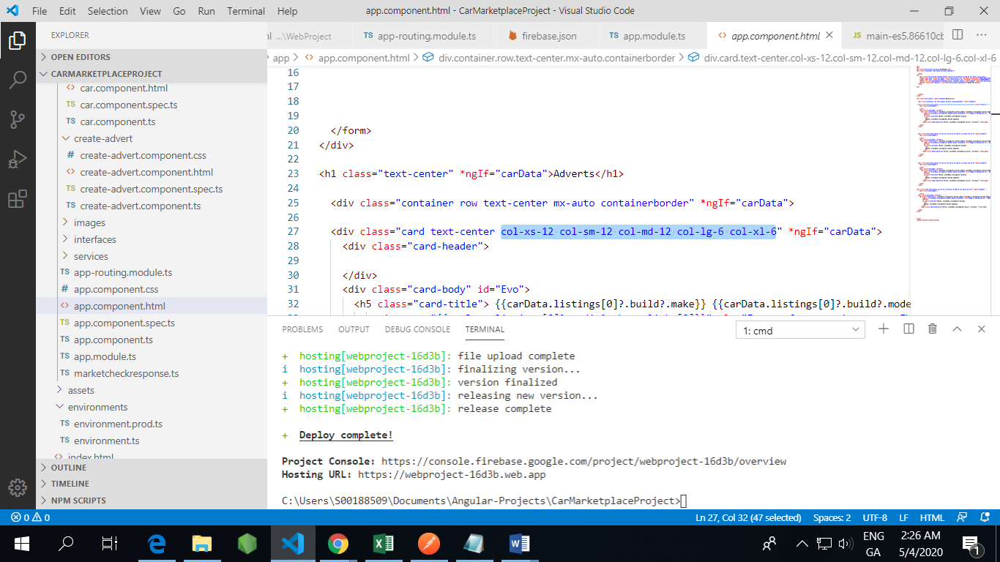 File Edit Selection View Go Run Terminal Help app.component.html - CarMarketplaceProject - Visual Studio Code
EXPLORER
OPEN EDITORS
CARMARKETPLACEPROJECT
<> car.component.html
TS car.component.spec.ts
TS car.component.ts
create-advert
# create-advert.component.css
<> create-advert.component.html
TS create-advert.component.spec.ts
TS create-advert.component.ts
images
interfaces
services
TS app-routing.module.ts
# app.component.css
<> app.component.html
TS app.component.spec.ts
TS app.component.ts
TS app.module.ts
TS marketcheckresponse.ts
assets
environments
TS environment.prod.ts
TS environment.ts
<> index.html
OUTLINE
TIMELINE
NPM SCRIPTS
ml ...\WebProject TS app-routing.module.ts firebase.json TS app.module.ts <> app.component.html JS main-es5.86610cb
app > <> app.component.html > div.container.row.text-center.mx-auto.containerborder > div.card.text-center.col-xs-12.col-sm-12.col-md-12.col-lg-6.col-xl-6
16
17
18
19
20 </form>
21 </div>
22
23 <h1 class="text-center" *ngIf="carData">Adverts</h1>
24
25 <div class="container row text-center mx-auto containerborder" *ngIf="carData">
26
27 <div class="card text-center col-xs-12 col-sm-12 col-md-12 col-lg-6 col-xl-6" *ngIf="carData">
28 <div class="card-header">
29
30 </div>
31 <div class="card-body" id="Evo">
32 <h5 class="card-title"> {{carData.listings[0]?.build?.make}} {{carData.listings[0]?.build?.mode
PROBLEMS OUTPUT DEBUG CONSOLE TERMINAL 1: cmd
+ hosting[webproject-16d3b]: file upload complete
i hosting[webproject-16d3b]: finalizing version...
+ hosting[webproject-16d3b]: version finalized
i hosting[webproject-16d3b]: releasing new version...
+ hosting[webproject-16d3b]: release complete
+ Deploy complete!
Project Console: https://console.firebase.google.com/project/webproject-16d3b/overview
Hosting URL: https://webproject-16d3b.web.app
C:\Users\S00188509\Documents\Angular-Projects\CarMarketplaceProject>
0 0 Ln 27, Col 32 (47 selected) Spaces: 2 UTF-8 LF HTML
ENG 2:26 AM
GA 5/4/2020 1